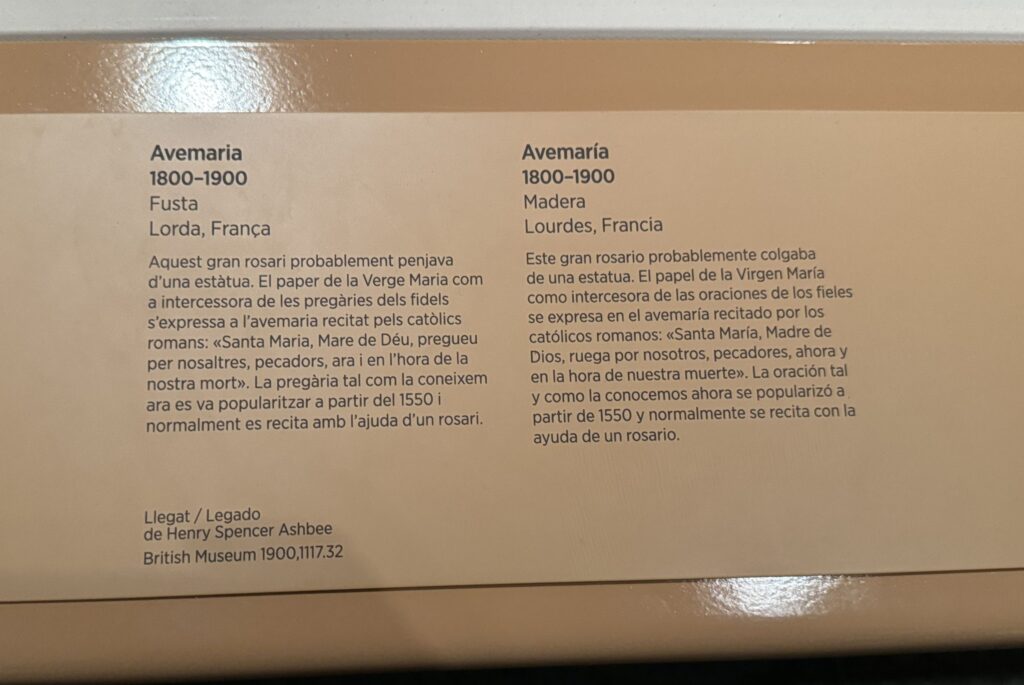 Avemaria
1800–1900
Fusta
Lorda, França
Aquest gran rosari probablement penjava
d’una estàtua. El paper de la Verge Maria com
a intercessora de les pregàries dels fidels
s’expressa a l’avemaria recitat pels catòlics
romans: «Santa Maria, Mare de Déu, pregueu
per nosaltres, pecadors, ara i en l’hora de la
nostra mort». La pregària tal com la coneixem
ara es va popularitzar a partir del 1550 i
normalment es recita amb l’ajuda d’un rosari.
Llegat / Legado
de Henry Spencer Ashbee
British Museum 1900,1117.32
Avemaría
1800–1900
Madera
Lourdes, Francia
Este gran rosario probablemente colgaba
de una estatua. El papel de la Virgen María
como intercesora de las oraciones de los fieles
se expresa en el avemaría recitado por los
católicos romanos: «Santa María, Madre de
Dios, ruega por nosotros, pecadores, ahora y
en la hora de nuestra muerte». La oración tal
y como la conocemos ahora se popularizó a
partir de 1550 y normalmente se recita con la
ayuda de un rosario.